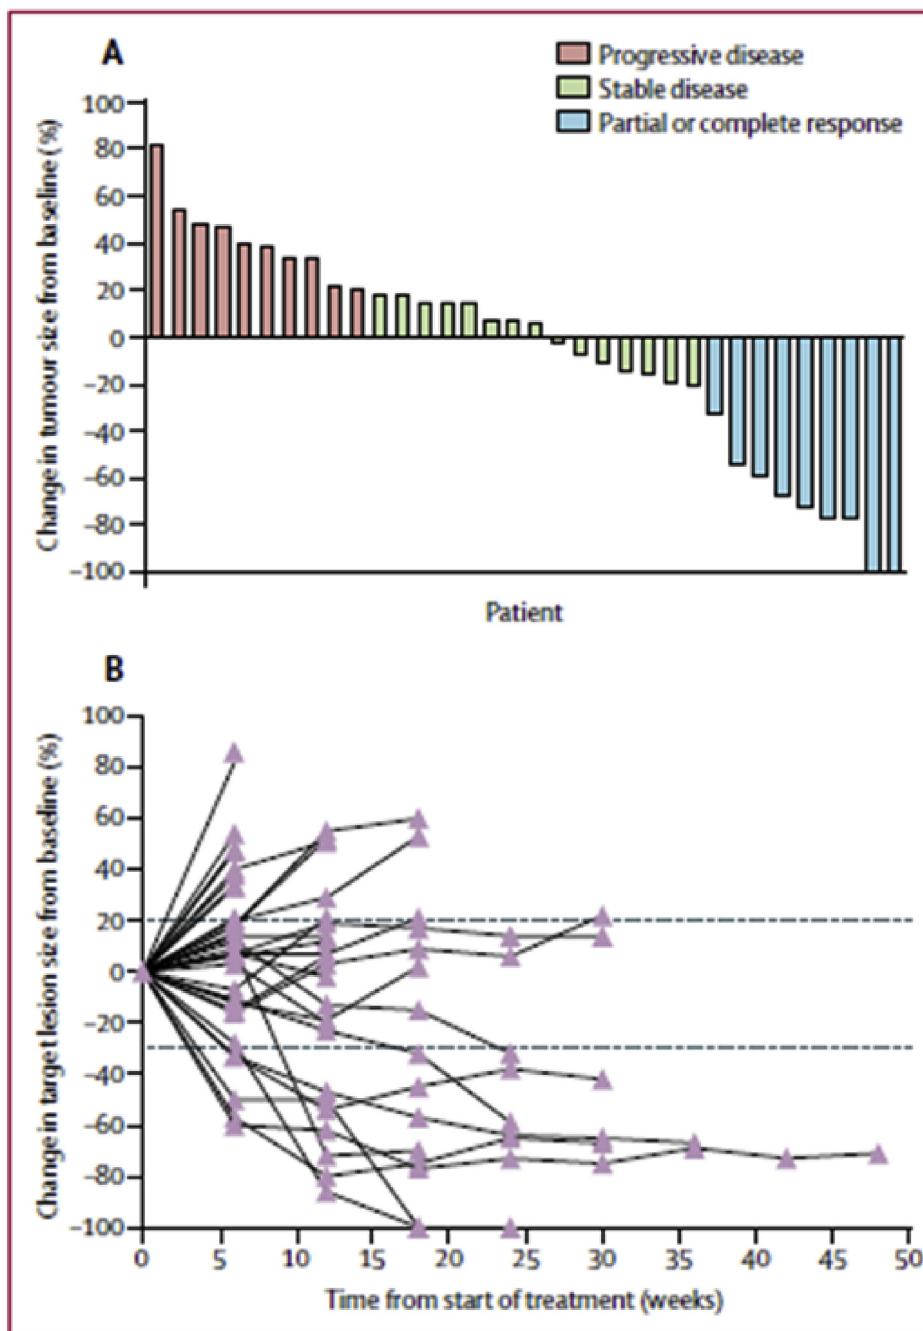 A
Progressive disease
Stable disease
Partial or complete response
Change in tumour size from baseline (%)
100
80
60
40
20
0
−20
−40
−60
−80
−100
Patient
B
Change in target lesion size from baseline (%)
100
80
60
40
20
0
−20
−40
−60
−80
−100
0 5 10 15 20 25 30 35 40 45 50
Time from start of treatment (weeks)